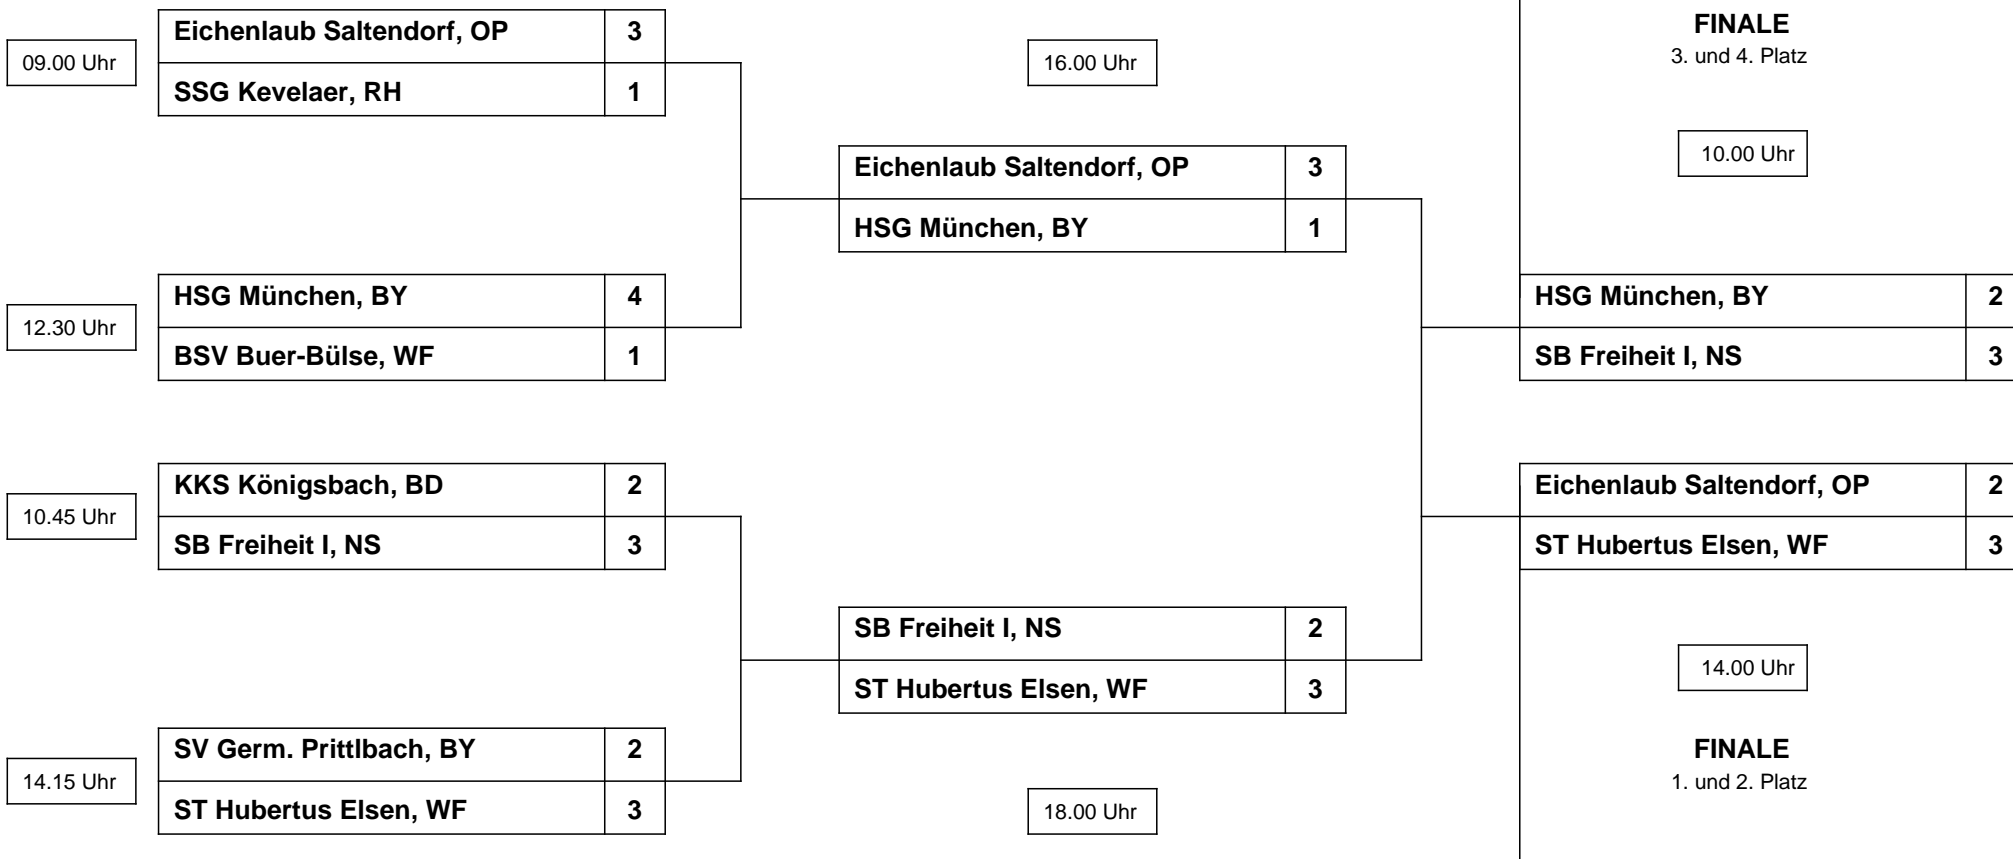 09.00 Uhr
Eichenlaub Saltendorf, OP 3
SSG Kevelaer, RH 1
12.30 Uhr
HSG München, BY 4
BSV Buer-Bülse, WF 1
10.45 Uhr
KKS Königsbach, BD 2
SB Freiheit I, NS 3
14.15 Uhr
SV Germ. Prittlbach, BY 2
ST Hubertus Elsen, WF 3
16.00 Uhr
Eichenlaub Saltendorf, OP 3
HSG München, BY 1
SB Freiheit I, NS 2
ST Hubertus Elsen, WF 3
18.00 Uhr
FINALE
3. und 4. Platz
10.00 Uhr
HSG München, BY 2
SB Freiheit I, NS 3
Eichenlaub Saltendorf, OP 2
ST Hubertus Elsen, WF 3
14.00 Uhr
FINALE
1. und 2. Platz